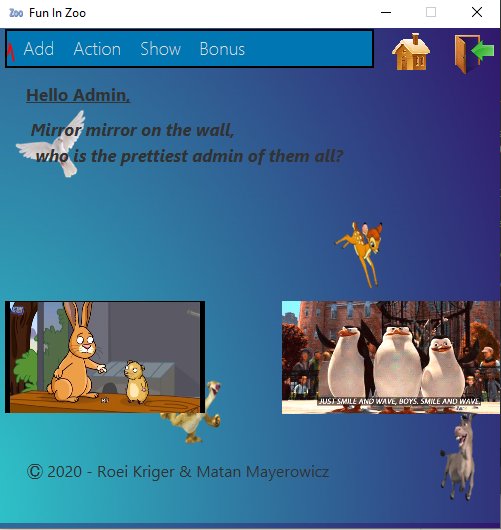 Zoo Fun In Zoo
Add Action Show Bonus
Hello Admin,
Mirror mirror on the wall,
who is the prettiest admin of them all?
JUST SMILE AND WAVE, BOYS. SMILE AND WAVE.
© 2020 - Roei Kriger & Matan Mayerowicz